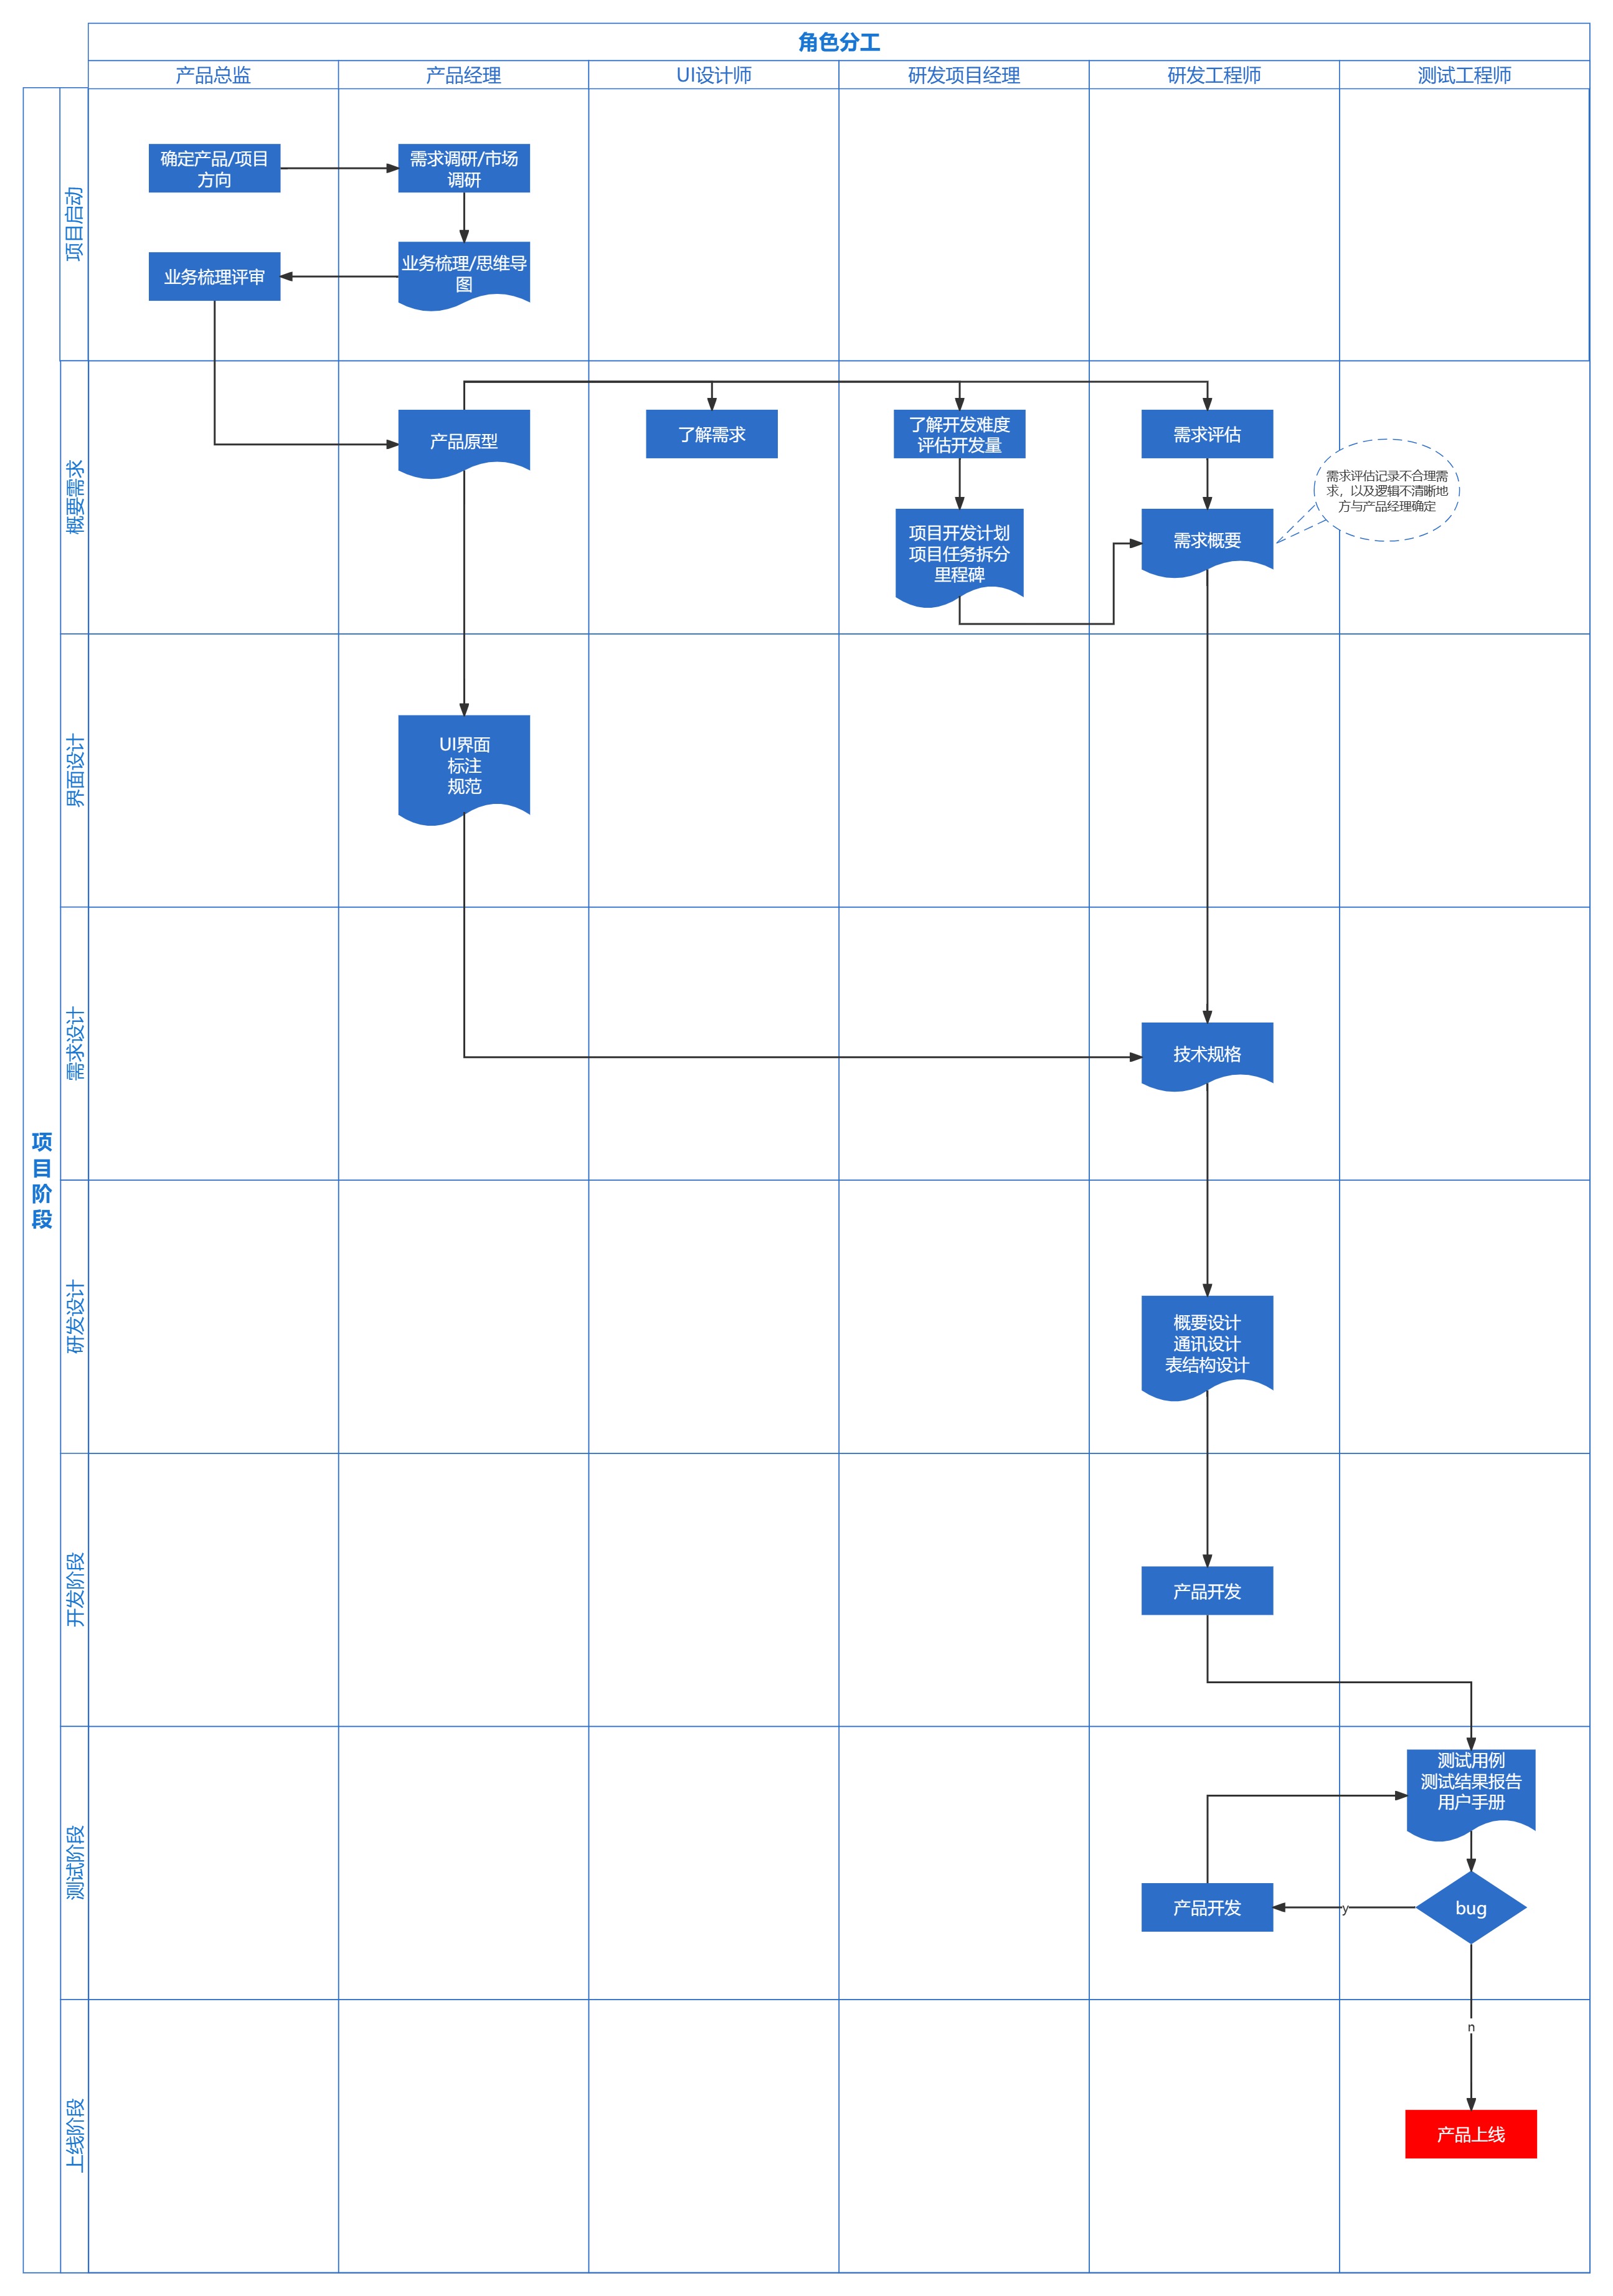 角色分工
产品总监
产品经理
UI设计师
研发项目经理
研发工程师
测试工程师
项
目
阶
段
项目启动
确定产品/项目
方向
需求调研/市场
调研
业务梳理评审
业务梳理/思维导
图
概要需求
产品原型
了解需求
了解开发难度
评估开发量
需求评估
需求评估记录不合理需
求，以及逻辑不清晰地
方与产品经理确定
项目开发计划
项目任务拆分
里程碑
需求概要
界面设计
UI界面
标注
规范
需求设计
技术规格
研发设计
概要设计
通讯设计
表结构设计
开发阶段
产品开发
测试阶段
测试用例
测试结果报告
用户手册
产品开发
y
bug
n
上线阶段
产品上线